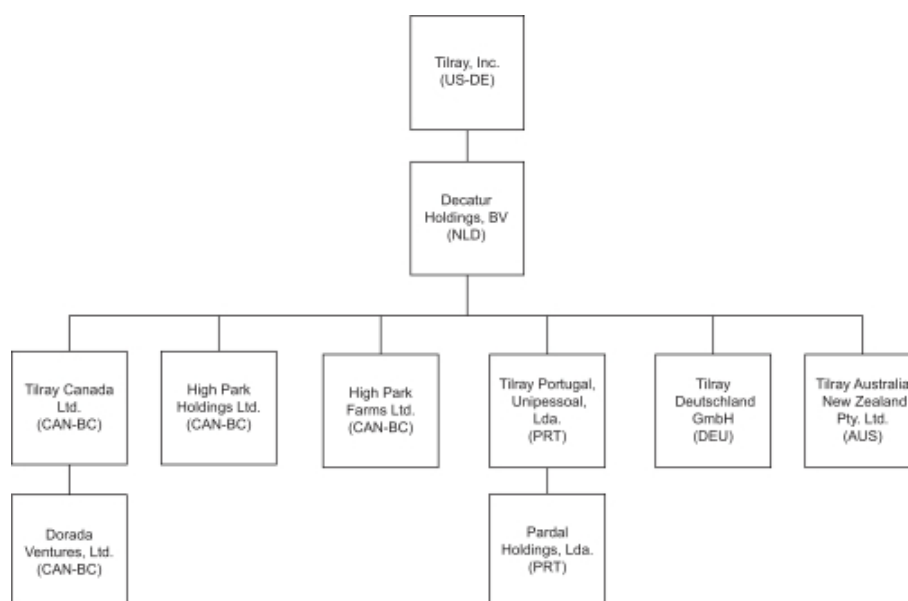 Tilray, Inc.
(US-DE)
Decatur
Holdings, BV
(NLD)
Tilray Canada
Ltd.
(CAN-BC)
High Park
Holdings Ltd.
(CAN-BC)
High Park
Farms Ltd.
(CAN-BC)
Tilray Portugal,
Unipessoal,
Lda.
(PRT)
Tilray
Deutschland
GmbH
(DEU)
Tilray Australia
New Zealand
Pty. Ltd.
(AUS)
Dorada
Ventures, Ltd.
(CAN-BC)
Pardal
Holdings, Lda.
(PRT)